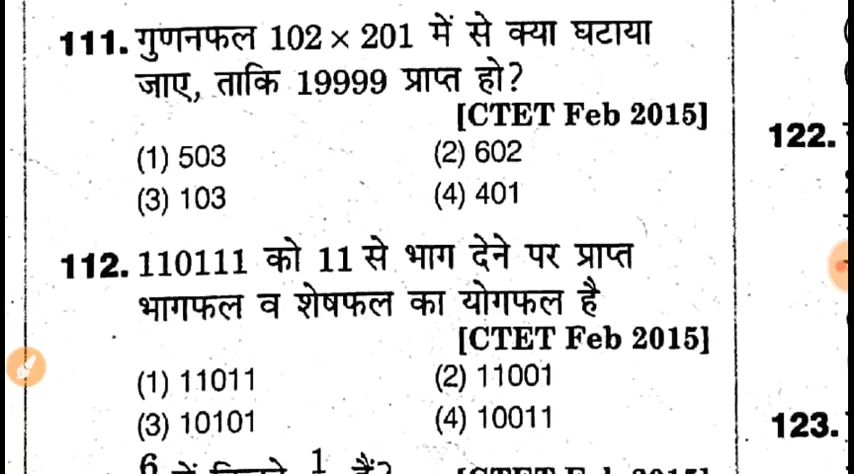 111. गुणनफल 102 × 201 में से क्या घटाया
जाए, ताकि 19999 प्राप्त हो?
[CTET Feb 2015]
(1) 503 (2) 602
(3) 103 (4) 401
112. 110111 को 11 से भाग देने पर प्राप्त
भागफल व शेषफल का योगफल है
[CTET Feb 2015]
(1) 11011 (2) 11001
(3) 10101 (4) 10011
122.
123.